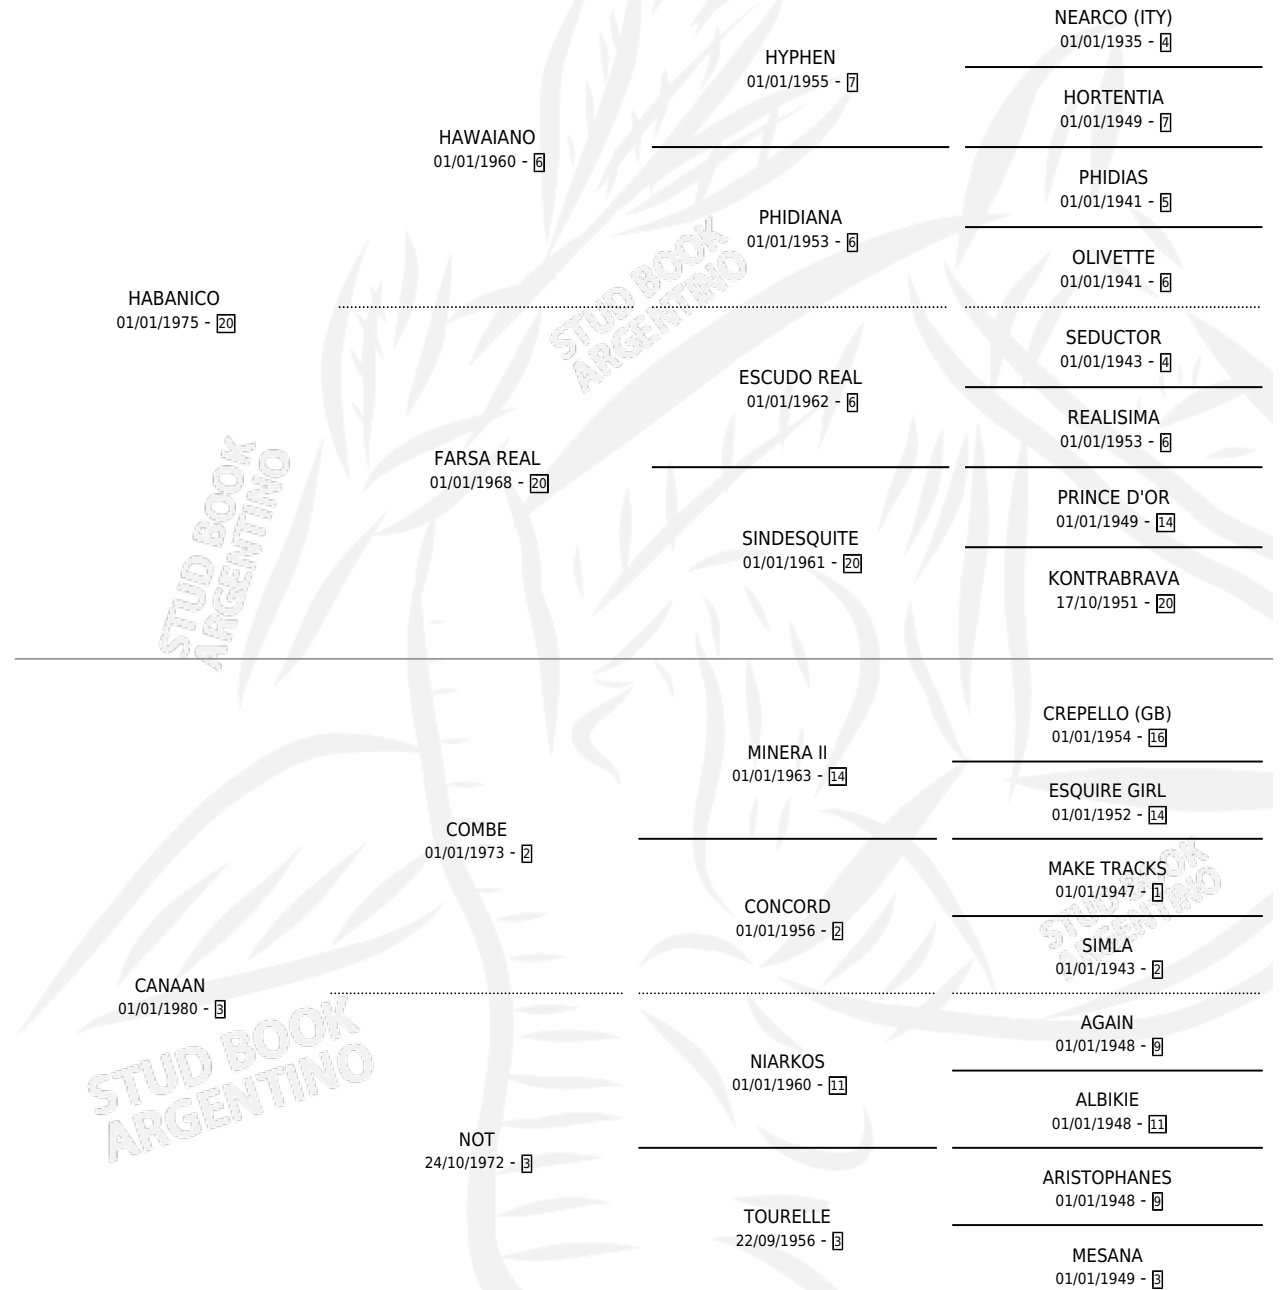 NEARCO (ITY)
01/01/1935 - 4
HYPHEN
01/01/1955 - 7
HORTENTIA
01/01/1949 - 7
HAWAIANO
01/01/1960 - 6
PHIDIAS
01/01/1941 - 5
PHIDIANA
01/01/1953 - 6
OLIVETTE
01/01/1941 - 6
HABANICO
01/01/1975 - 20
SEDUCTOR
01/01/1943 - 4
ESCUDO REAL
01/01/1962 - 6
REALISIMA
01/01/1953 - 6
FARSA REAL
01/01/1968 - 20
PRINCE D'OR
01/01/1949 - 14
SINDESQUITE
01/01/1961 - 20
KONTRABRAVA
17/10/1951 - 20
CREPELLO (GB)
01/01/1954 - 16
MINERA II
01/01/1963 - 14
ESQUIRE GIRL
01/01/1952 - 14
COMBE
01/01/1973 - 2
MAKE TRACKS
01/01/1947 - 1
CONCORD
01/01/1956 - 2
SIMLA
01/01/1943 - 2
CANAAN
01/01/1980 - 3
AGAIN
01/01/1948 - 9
NIARKOS
01/01/1960 - 11
ALBIKIE
01/01/1948 - 11
NOT
24/10/1972 - 3
ARISTOPHANES
01/01/1948 - 9
TOURELLE
22/09/1956 - 3
MESANA
01/01/1949 - 3
STUD BOOK
ARGENTINO
STUD BOOK
ARGENTINO
STUD BOOK
ARGENTINO
STUD BOOK
ARGENTINO